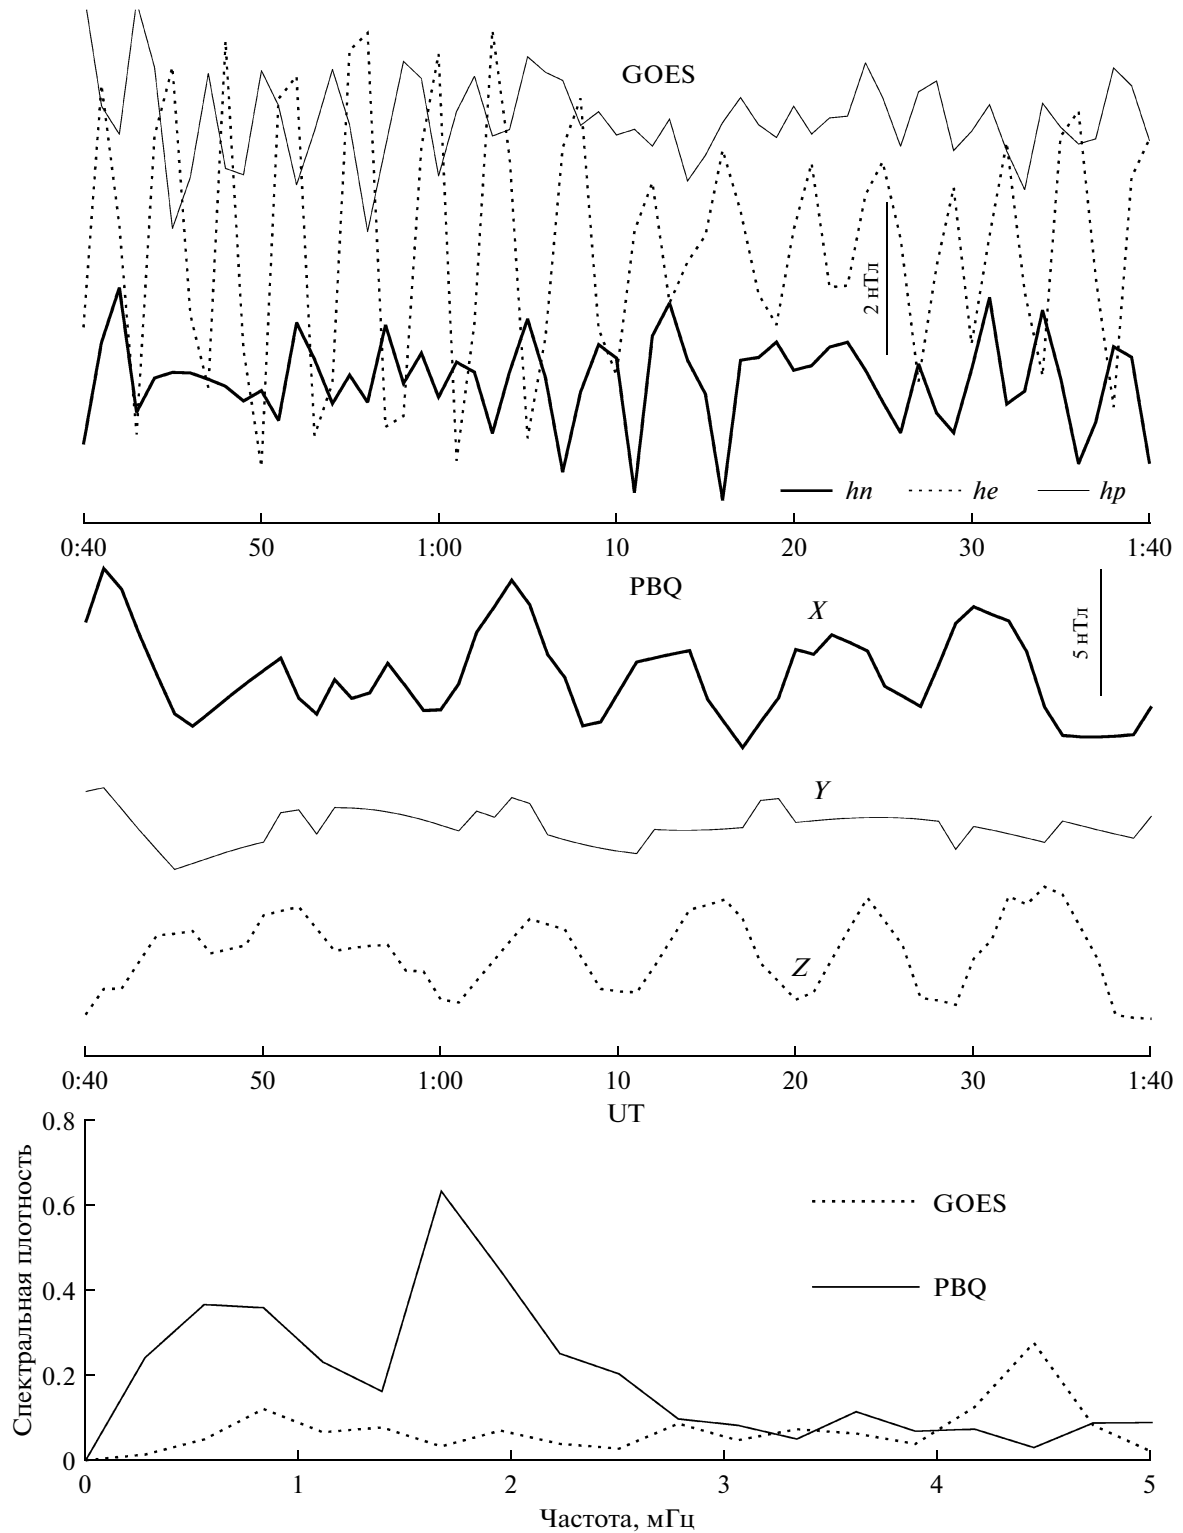 GOES
2 нТл
hn he hp
0:40 50 1:00 10 20 30 1:40
PBQ
X
5 нТл
Y
Z
0:40 50 1:00 10 20 30 1:40
UT
Спектральная плотность
0.8
0.6
0.4
0.2
0
GOES
PBQ
0 1 2 3 4 5
Частота, мГц